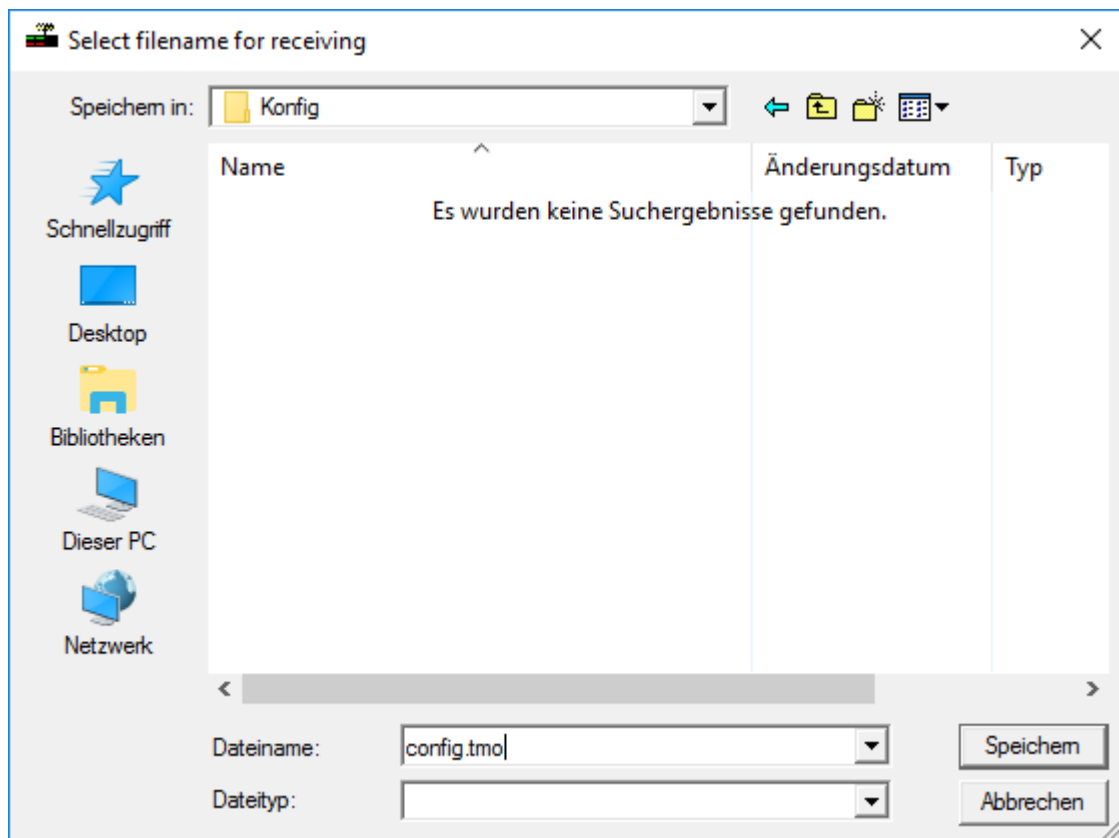 Select filename for receiving
Speichern in: Konfig
Name Änderungsdatum Typ
Es wurden keine Suchergebnisse gefunden.
Schnellzugriff
Desktop
Bibliotheken
Dieser PC
Netzwerk
Dateiname: config.tmo Speichern
Dateityp: Abbrechen